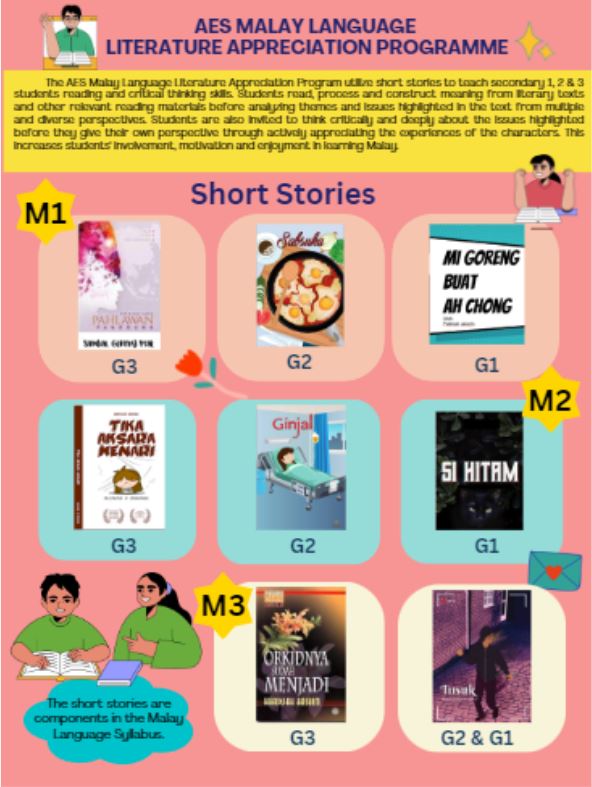 AES MALAY LANGUAGE
LITERATURE APPRECIATION PROGRAMME
The AES Malay Language Literature Appreciation Program utilize short stories to teach secondary 1, 2 & 3
students reading and critical thinking skills. Students read, process and construct meaning from literary texts
and other relevant reading materials before analyzing themes and issues highlighted in the text from multiple
and diverse perspectives. Students are also invited to think critically and deeply about the issues highlighted
before they give their own perspective through actively appreciating the experiences of the characters. This
increases students' involvement, motivation and enjoyment in learning Malay.
Short Stories
M1
PAHLAWAN
G3
Sabsuka
G2
MI GORENG
BUAT
AH CHONG
G1
M2
TIKA
AKSARA
MENARI
G3
Ginjal
G2
SI HITAM
G1
M3
ORKIDNYA
SUDAH
MENJADI
G3
Tusuk
G2 & G1
The short stories are
components in the Malay
Language Syllabus.